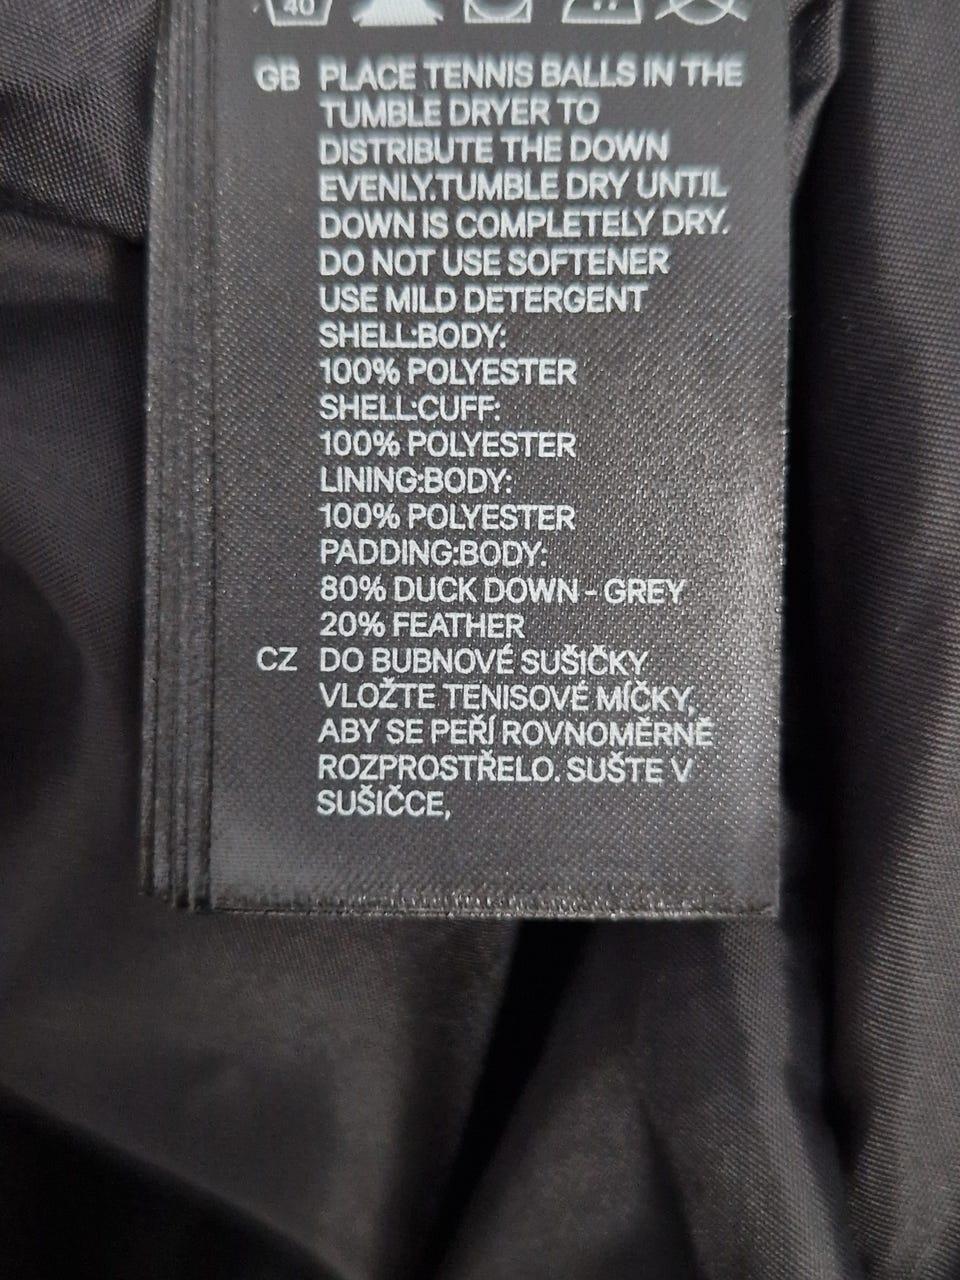 40
GB PLACE TENNIS BALLS IN THE
TUMBLE DRYER TO
DISTRIBUTE THE DOWN
EVENLY.TUMBLE DRY UNTIL
DOWN IS COMPLETELY DRY.
DO NOT USE SOFTENER
USE MILD DETERGENT
SHELL:BODY:
100% POLYESTER
SHELL:CUFF:
100% POLYESTER
LINING:BODY:
100% POLYESTER
PADDING:BODY:
80% DUCK DOWN - GREY
20% FEATHER
CZ DO BUBNOVÉ SUŠIČKY
VLOŽTE TENISOVÉ MÍČKY,
ABY SE PEŘÍ ROVNOMĚRNĚ
ROZPROSTŘELO. SUŠTE V
SUŠIČCE,